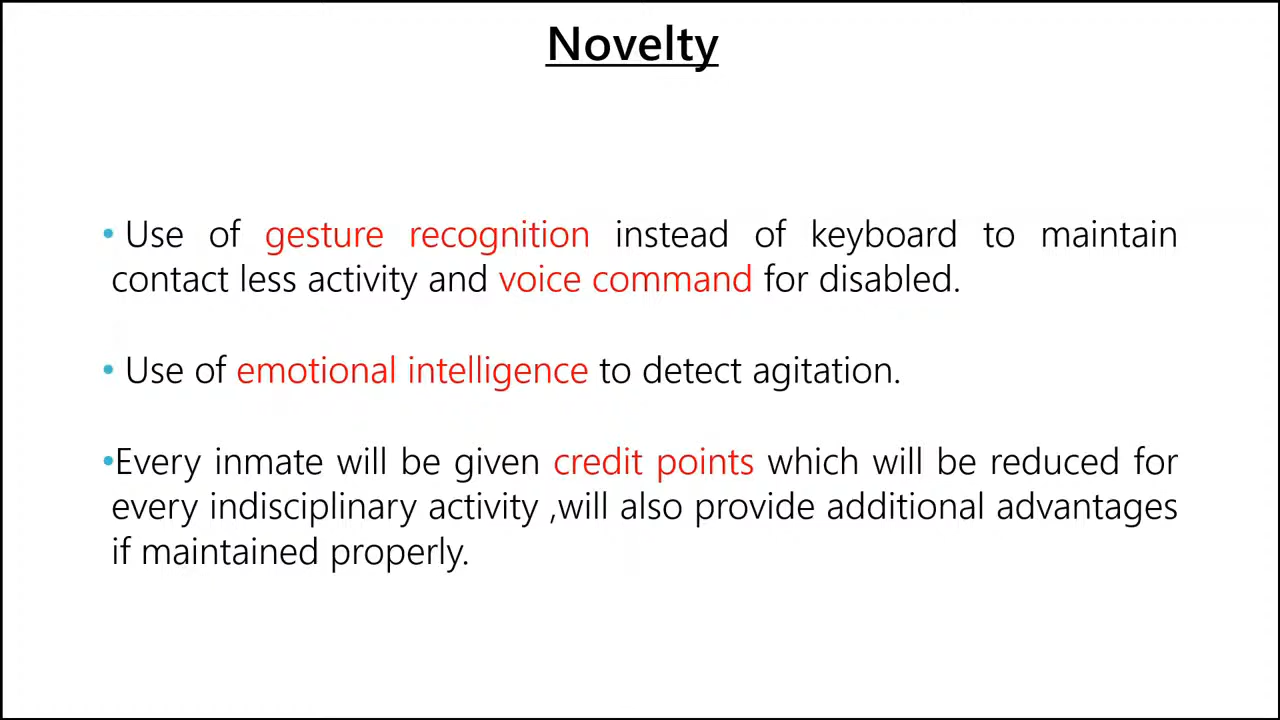 Novelty
• Use of gesture recognition instead of keyboard to maintain
contact less activity and voice command for disabled.
• Use of emotional intelligence to detect agitation.
•Every inmate will be given credit points which will be reduced for
every indisciplinary activity ,will also provide additional advantages
if maintained properly.